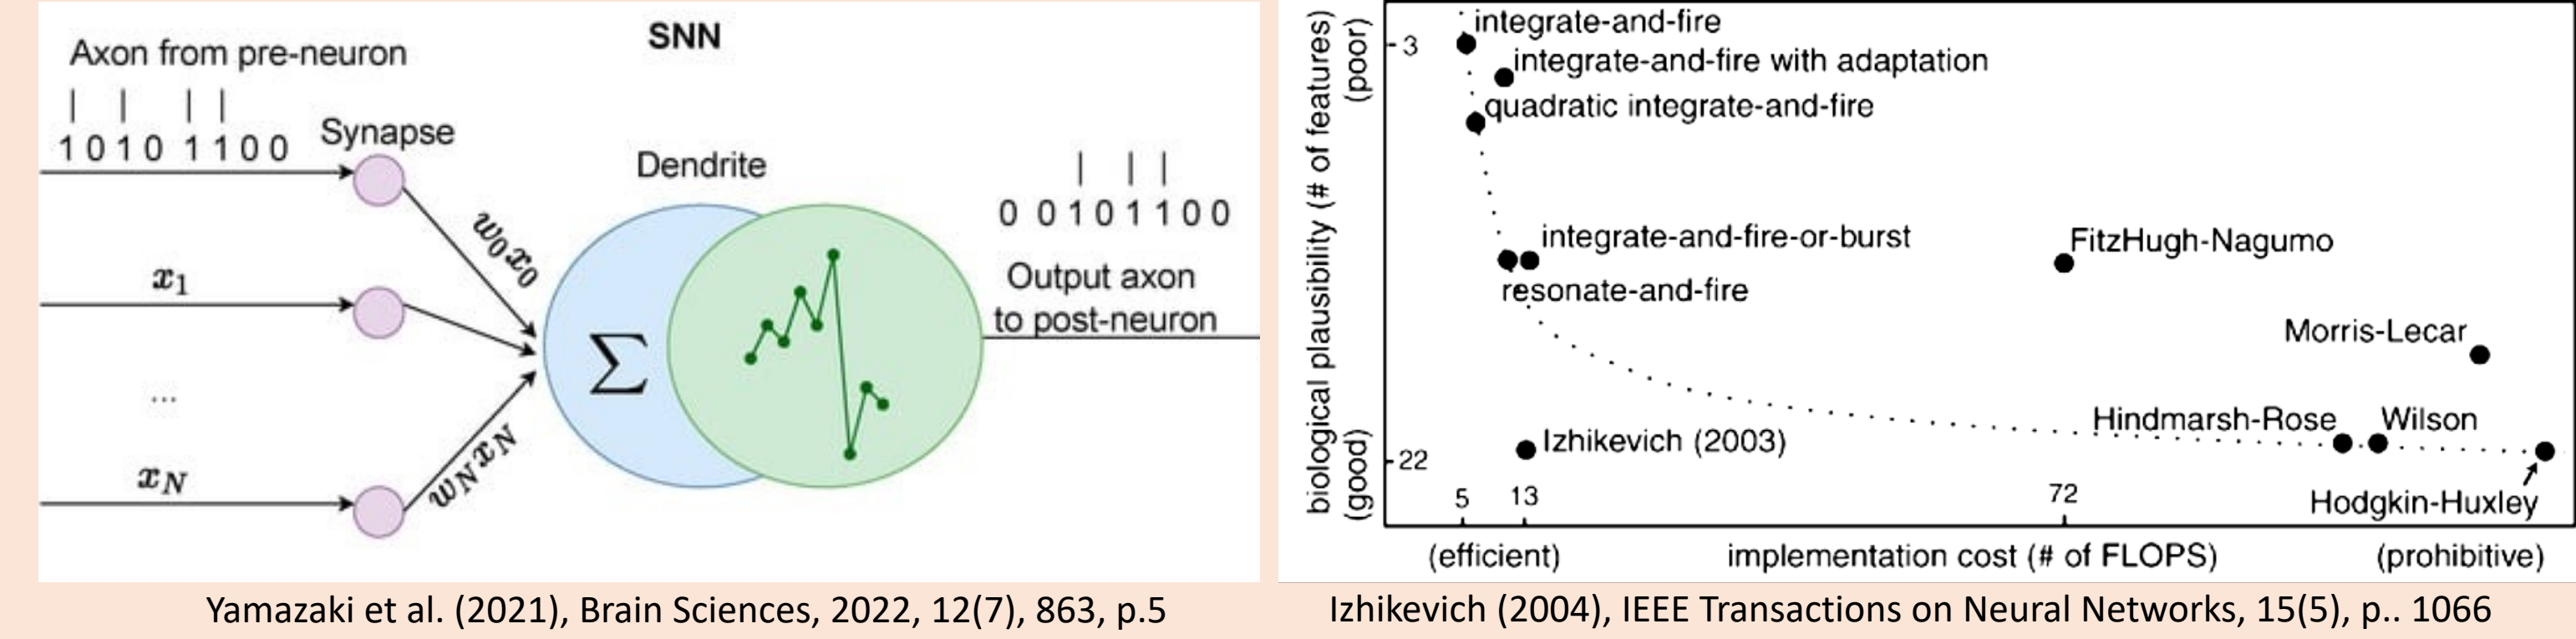 SNN
Axon from pre-neuron
1 0 1 0 1 1 0 0
Synapse
Dendrite
w0x0
x1
...
xN
wNxN
Σ
0 0 1 0 1 1 0 0
Output axon
to post-neuron
Yamazaki et al. (2021), Brain Sciences, 2022, 12(7), 863, p.5
biological plausibility (# of features)
(poor)
(good)
3
22
integrate-and-fire
integrate-and-fire with adaptation
quadratic integrate-and-fire
integrate-and-fire-or-burst
resonate-and-fire
FitzHugh-Nagumo
Morris-Lecar
Hindmarsh-Rose
Wilson
Izhikevich (2003)
Hodgkin-Huxley
5
13
72
(efficient)
implementation cost (# of FLOPS)
(prohibitive)
Izhikevich (2004), IEEE Transactions on Neural Networks, 15(5), p.. 1066